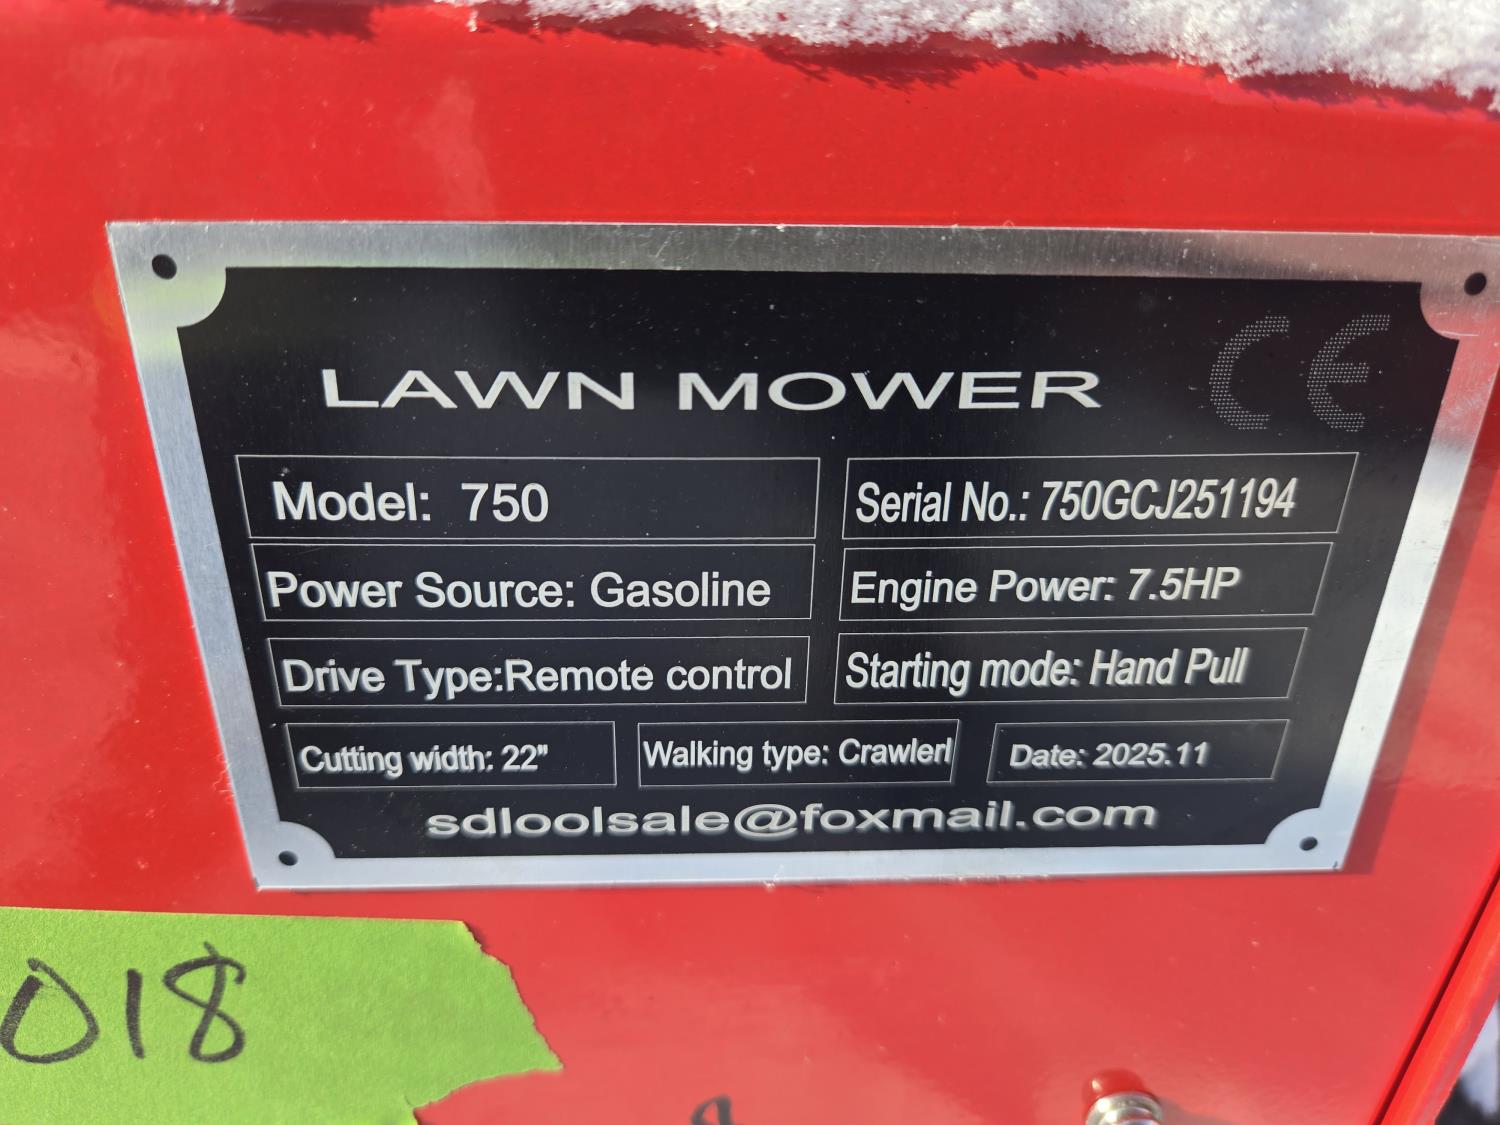 LAWN MOWER CE
Model: 750
Serial No.: 750GCJ251194
Power Source: Gasoline
Engine Power: 7.5HP
Drive Type:Remote control
Starting mode: Hand Pull
Cutting width: 22"
Walking type: Crawlerl
Date: 2025.11
sdloolsale@foxmail.com
018